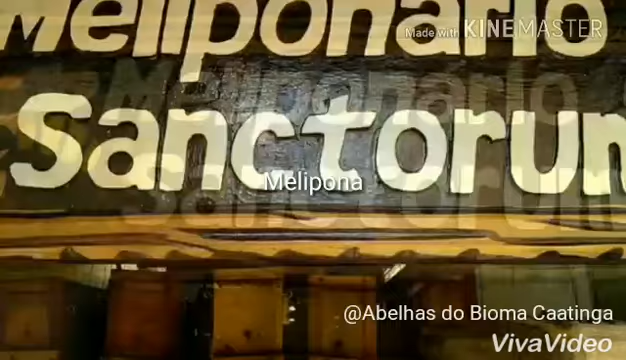 Meliponario
Made with KINEMASTER
Sanctorum
Melipona
@Abelhas do Bioma Caatinga
VivaVideo